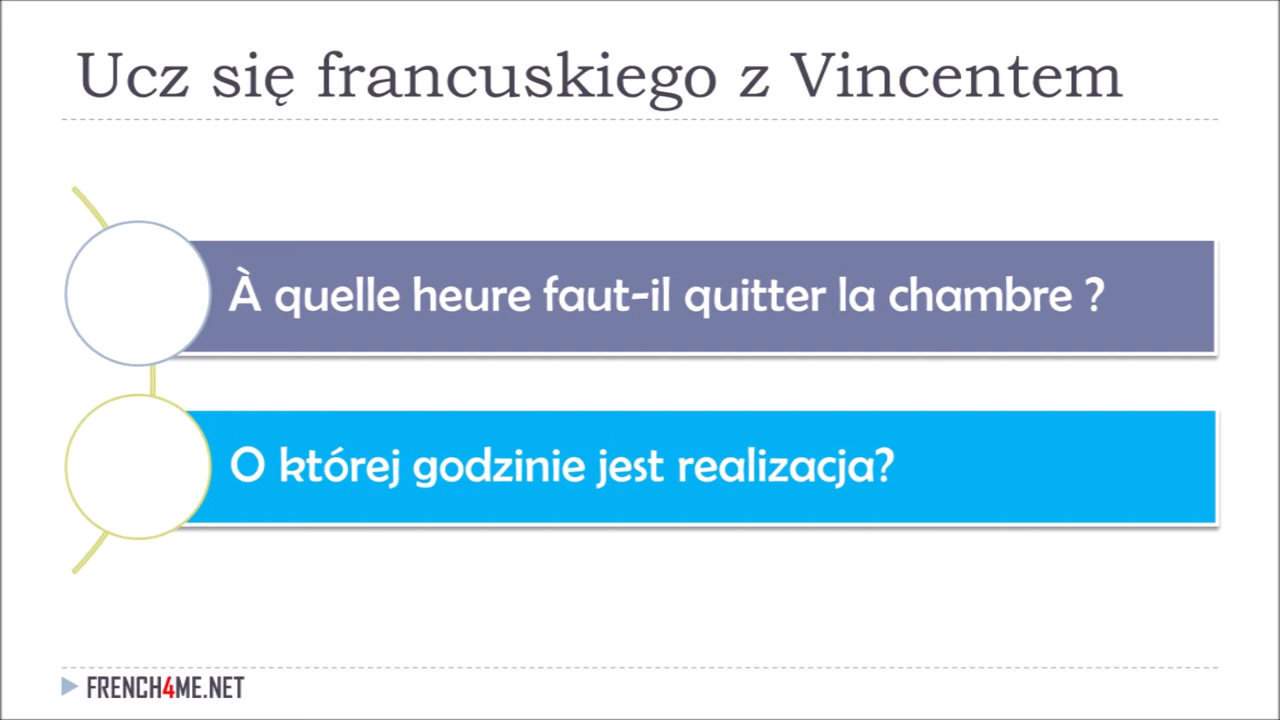 Ucz się francuskiego z Vincentem
À quelle heure faut-il quitter la chambre ?
O której godzinie jest realizacja?
FRENCH4ME.NET